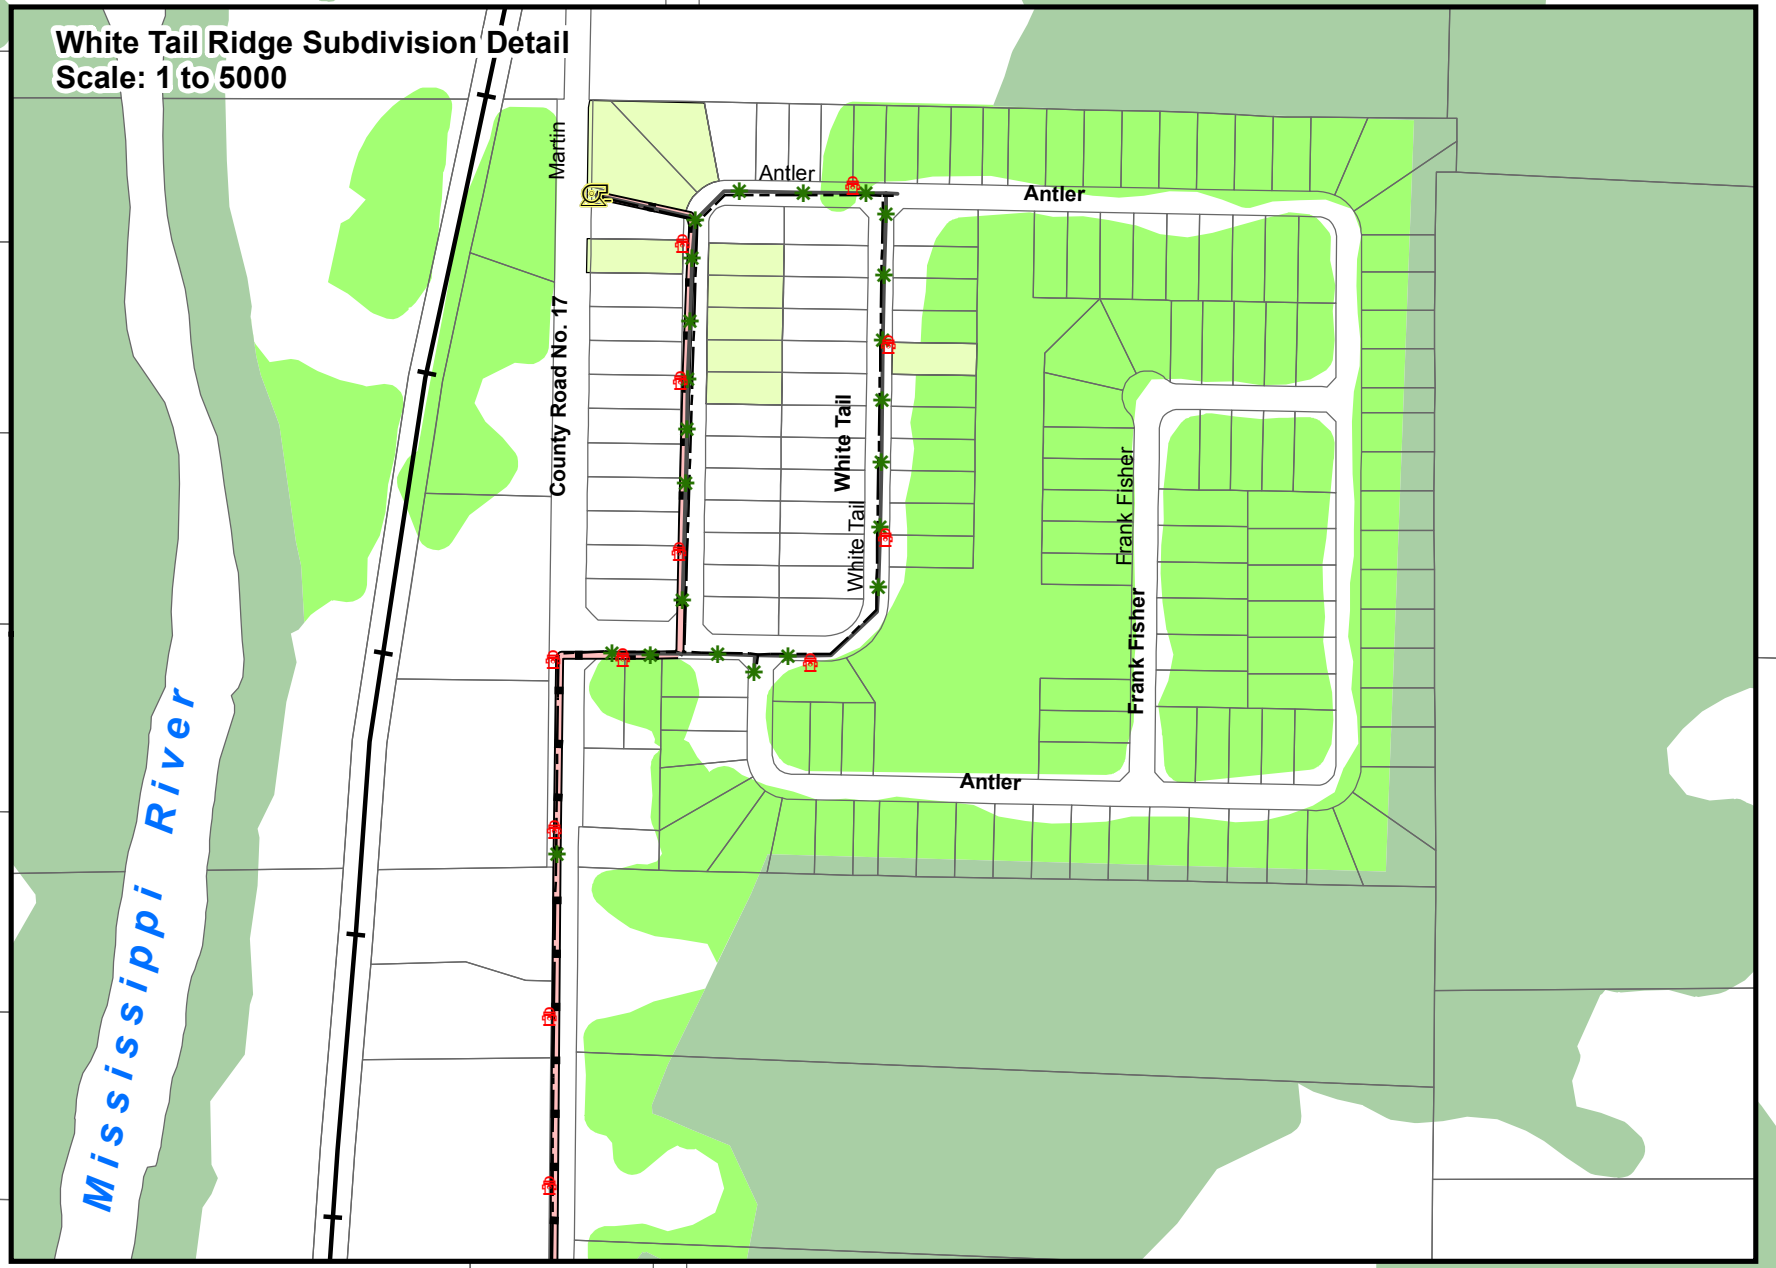 White Tail Ridge Subdivision Detail
Scale: 1 to 5000
Martin
Antler
Antler
County Road No. 17
White Tail
White Tail
Frank Fisher
Frank Fisher
Antler
Mississippi River